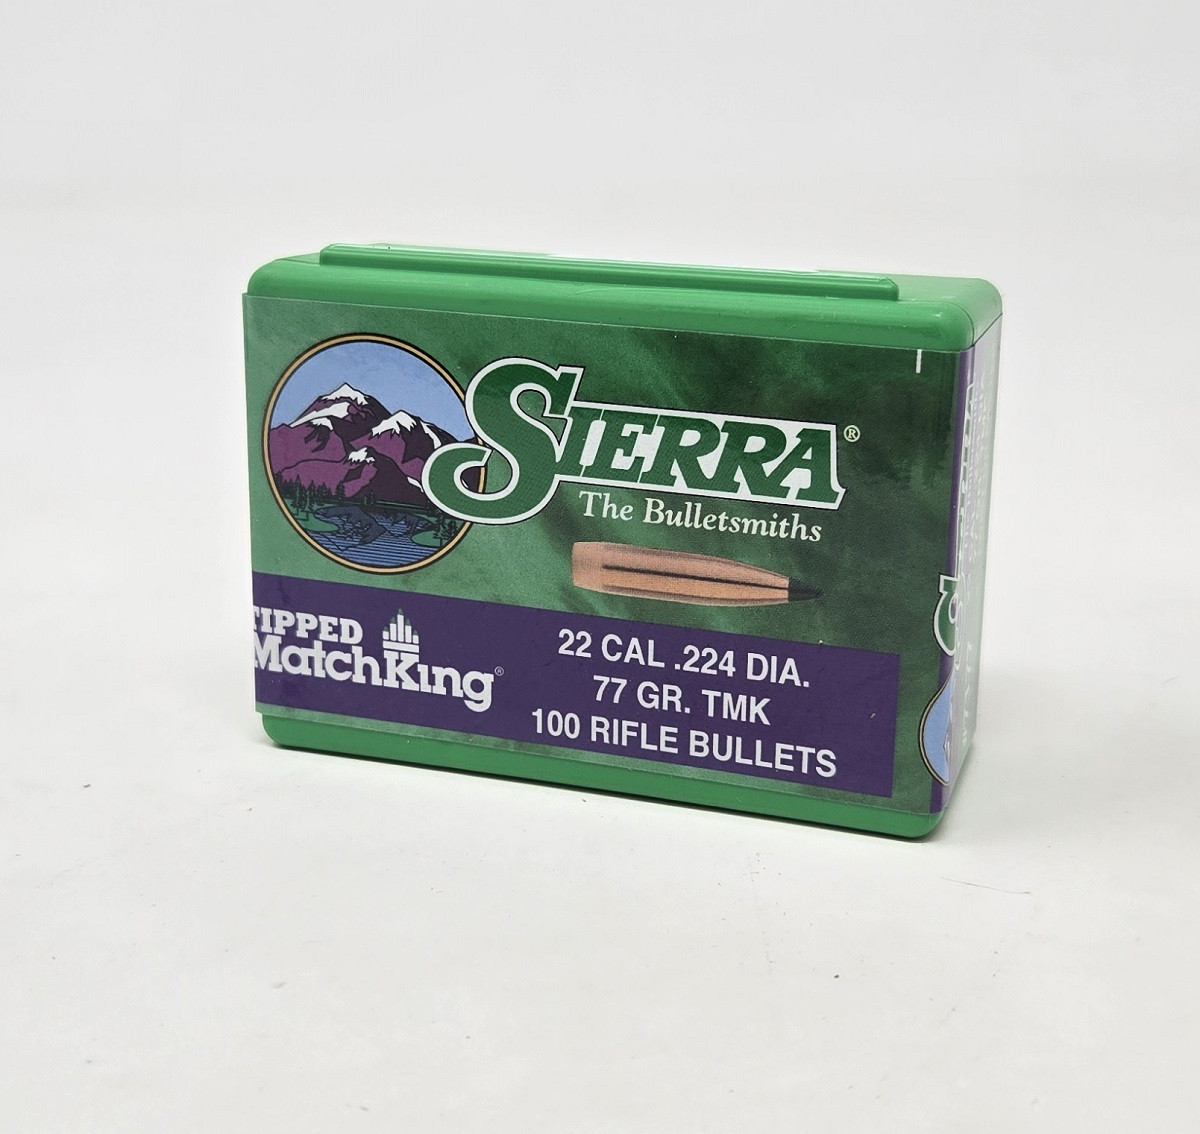 SIERRA®
The Bulletsmiths
TIPPED
MatchKing®
22 CAL .224 DIA.
77 GR. TMK
100 RIFLE BULLETS